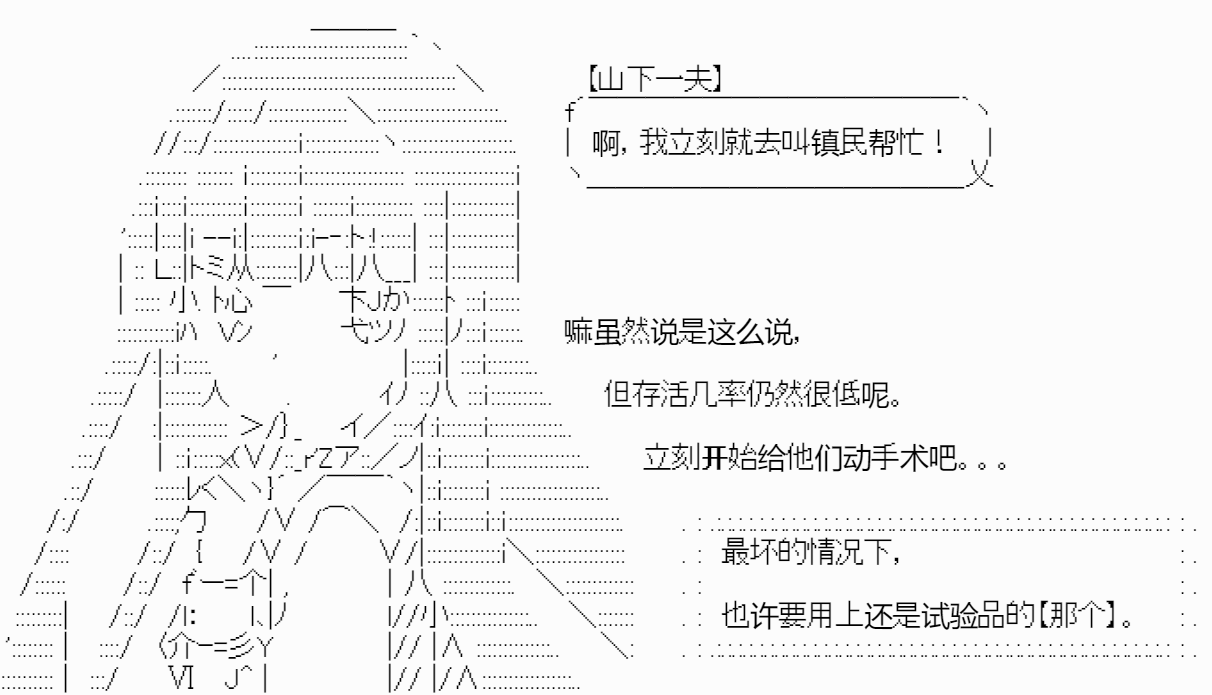 【山下一夫】
啊，我立刻就去叫镇民帮忙！
嘛虽然说是这么说，
但存活几率仍然很低呢。
立刻开始给他们动手术吧。。。
最坏的情况下，
也许要用上还是试验品的【那个】。